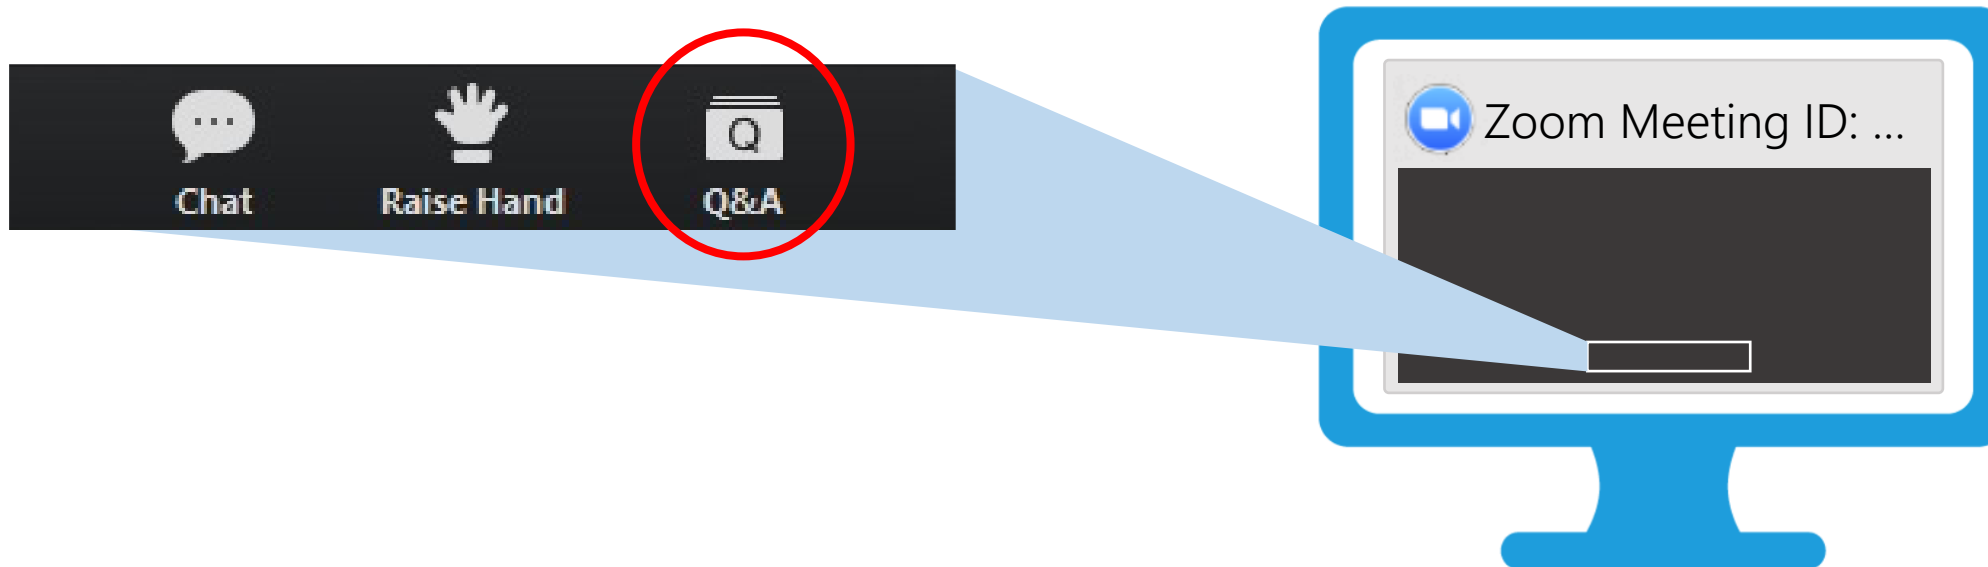 Chat Raise Hand Q&A
Q
Zoom Meeting ID: ...